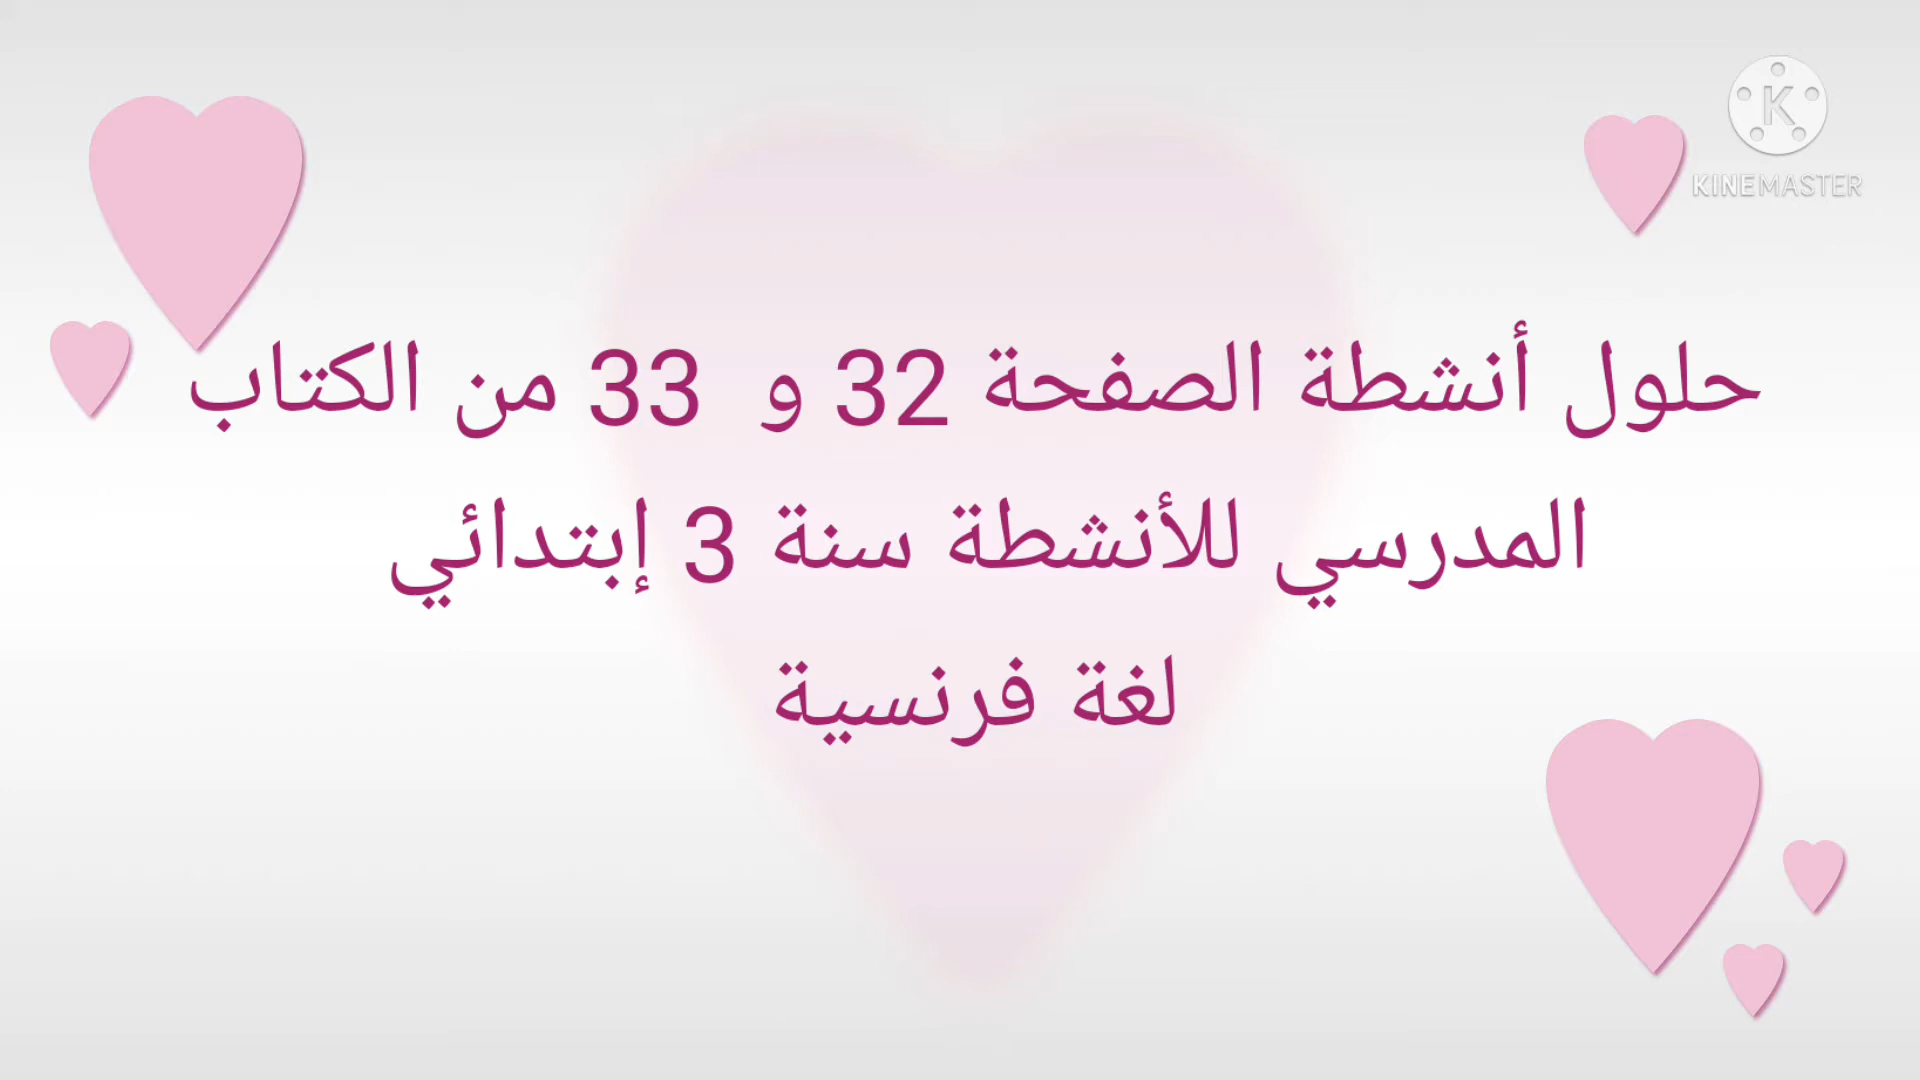 K
KINEMASTER
حلول أنشطة الصفحة 32 و 33 من الكتاب
المدرسي للأنشطة سنة 3 إبتدائي
لغة فرنسية